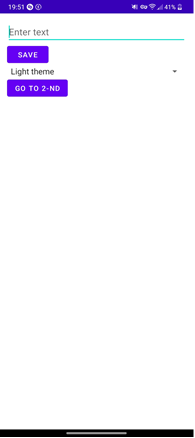 19:51 41%
Enter text
SAVE
Light theme
GO TO 2-ND